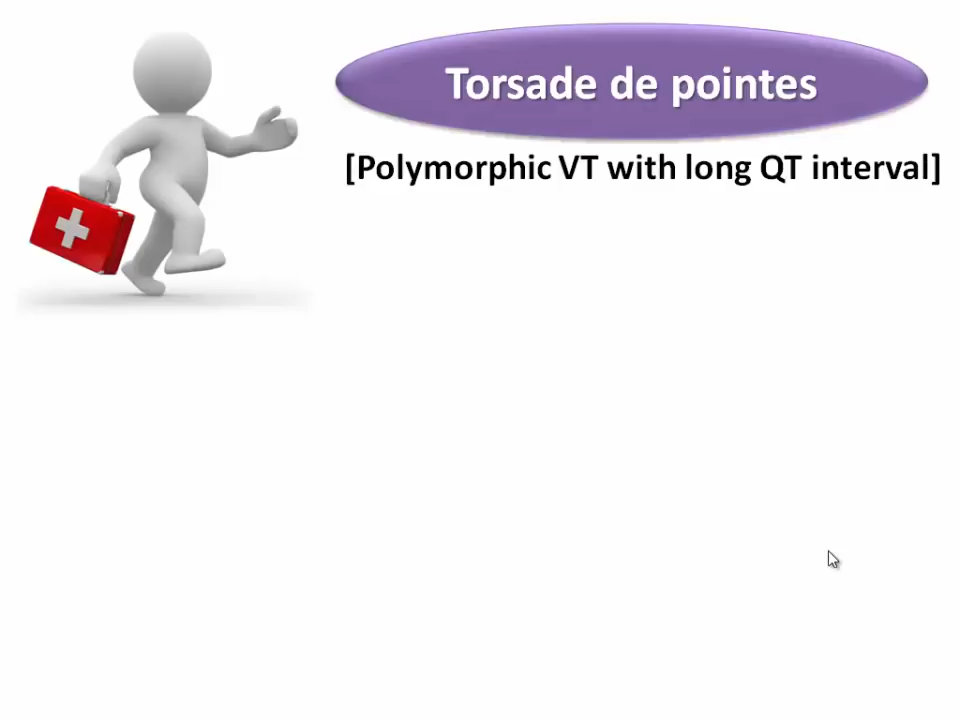 Torsade de pointes
[Polymorphic VT with long QT interval]